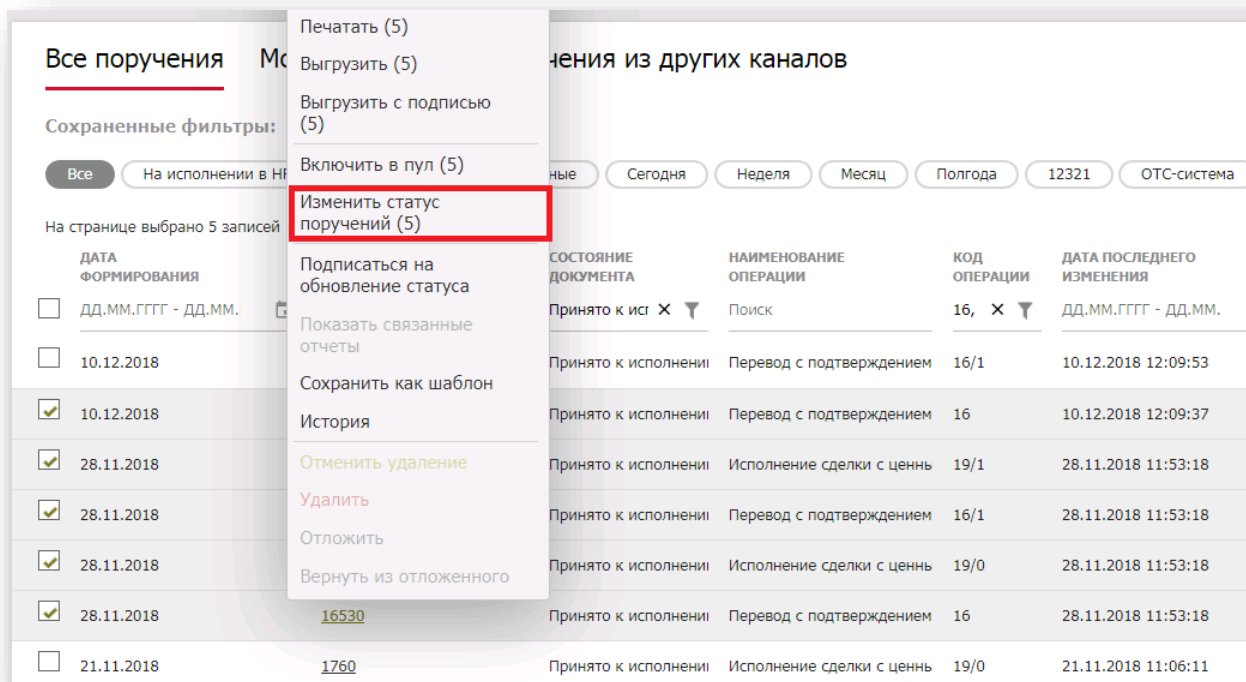 Печатать (5)
Все поручения Мо чения из других каналов
Выгрузить (5)
Выгрузить с подписью
(5)
Сохраненные фильтры:
Включить в пул (5)
Все На исполнении в НР ные Сегодня Неделя Месяц Полгода 12321 ОТС-система
Изменить статус
поручений (5)
На странице выбрано 5 записей
ДАТА
ФОРМИРОВАНИЯ
СОСТОЯНИЕ
ДОКУМЕНТА
НАИМЕНОВАНИЕ
ОПЕРАЦИИ
КОД
ОПЕРАЦИИ
ДАТА ПОСЛЕДНЕГО
ИЗМЕНЕНИЯ
Подписаться на
обновление статуса
ДД.ММ.ГГГГ - ДД.ММ. Принято к исг Поиск 16, ДД.ММ.ГГГГ - ДД.ММ.
Показать связанные
отчеты
10.12.2018 Принято к исполнени Перевод с подтверждением 16/1 10.12.2018 12:09:53
Сохранить как шаблон
10.12.2018 Принято к исполнени Перевод с подтверждением 16 10.12.2018 12:09:37
История
28.11.2018 Принято к исполнени Исполнение сделки с ценнь 19/1 28.11.2018 11:53:18
Отменить удаление
Удалить
28.11.2018 Принято к исполнени Перевод с подтверждением 16/1 28.11.2018 11:53:18
Отложить
28.11.2018 Принято к исполнени Исполнение сделки с ценнь 19/0 28.11.2018 11:53:18
Вернуть из отложенного
28.11.2018 16530 Принято к исполнени Перевод с подтверждением 16 28.11.2018 11:53:18
21.11.2018 1760 Принято к исполнени Исполнение сделки с ценнь 19/0 21.11.2018 11:06:11